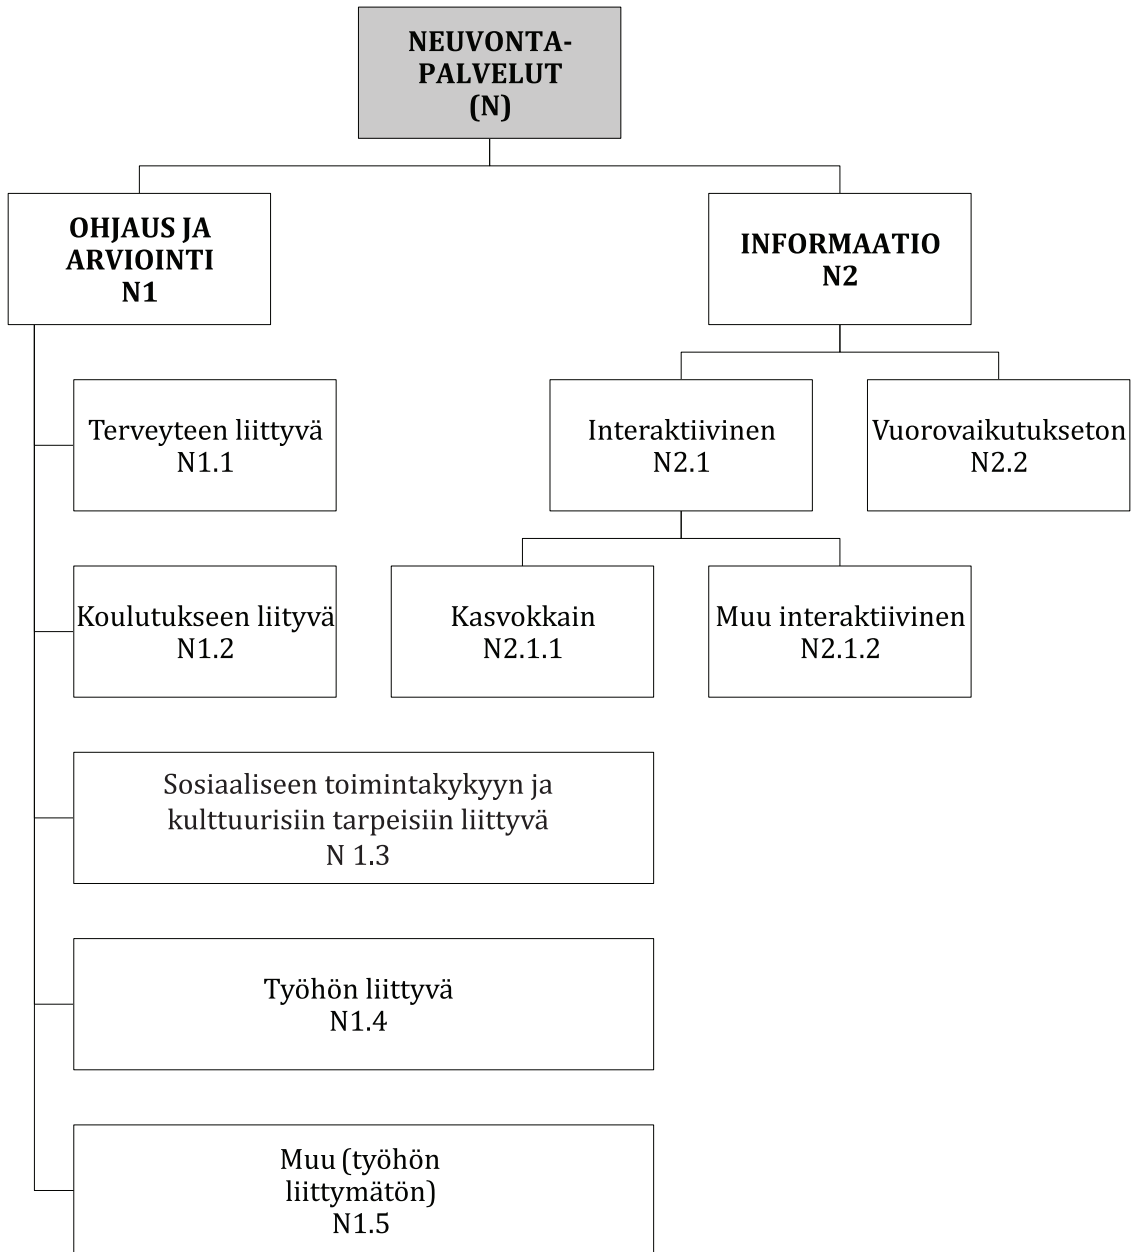 NEUVONTA-
PALVELUT
(N)
OHJAUS JA
ARVIOINTI
N1
INFORMAATIO
N2
Terveyteen liittyvä
N1.1
Interaktiivinen
N2.1
Vuorovaikutukseton
N2.2
Koulutukseen liityvä
N1.2
Kasvokkain
N2.1.1
Muu interaktiivinen
N2.1.2
Sosiaaliseen toimintakykyyn ja
kulttuurisiin tarpeisiin liittyvä
N 1.3
Työhön liittyvä
N1.4
Muu (työhön
liittymätön)
N1.5